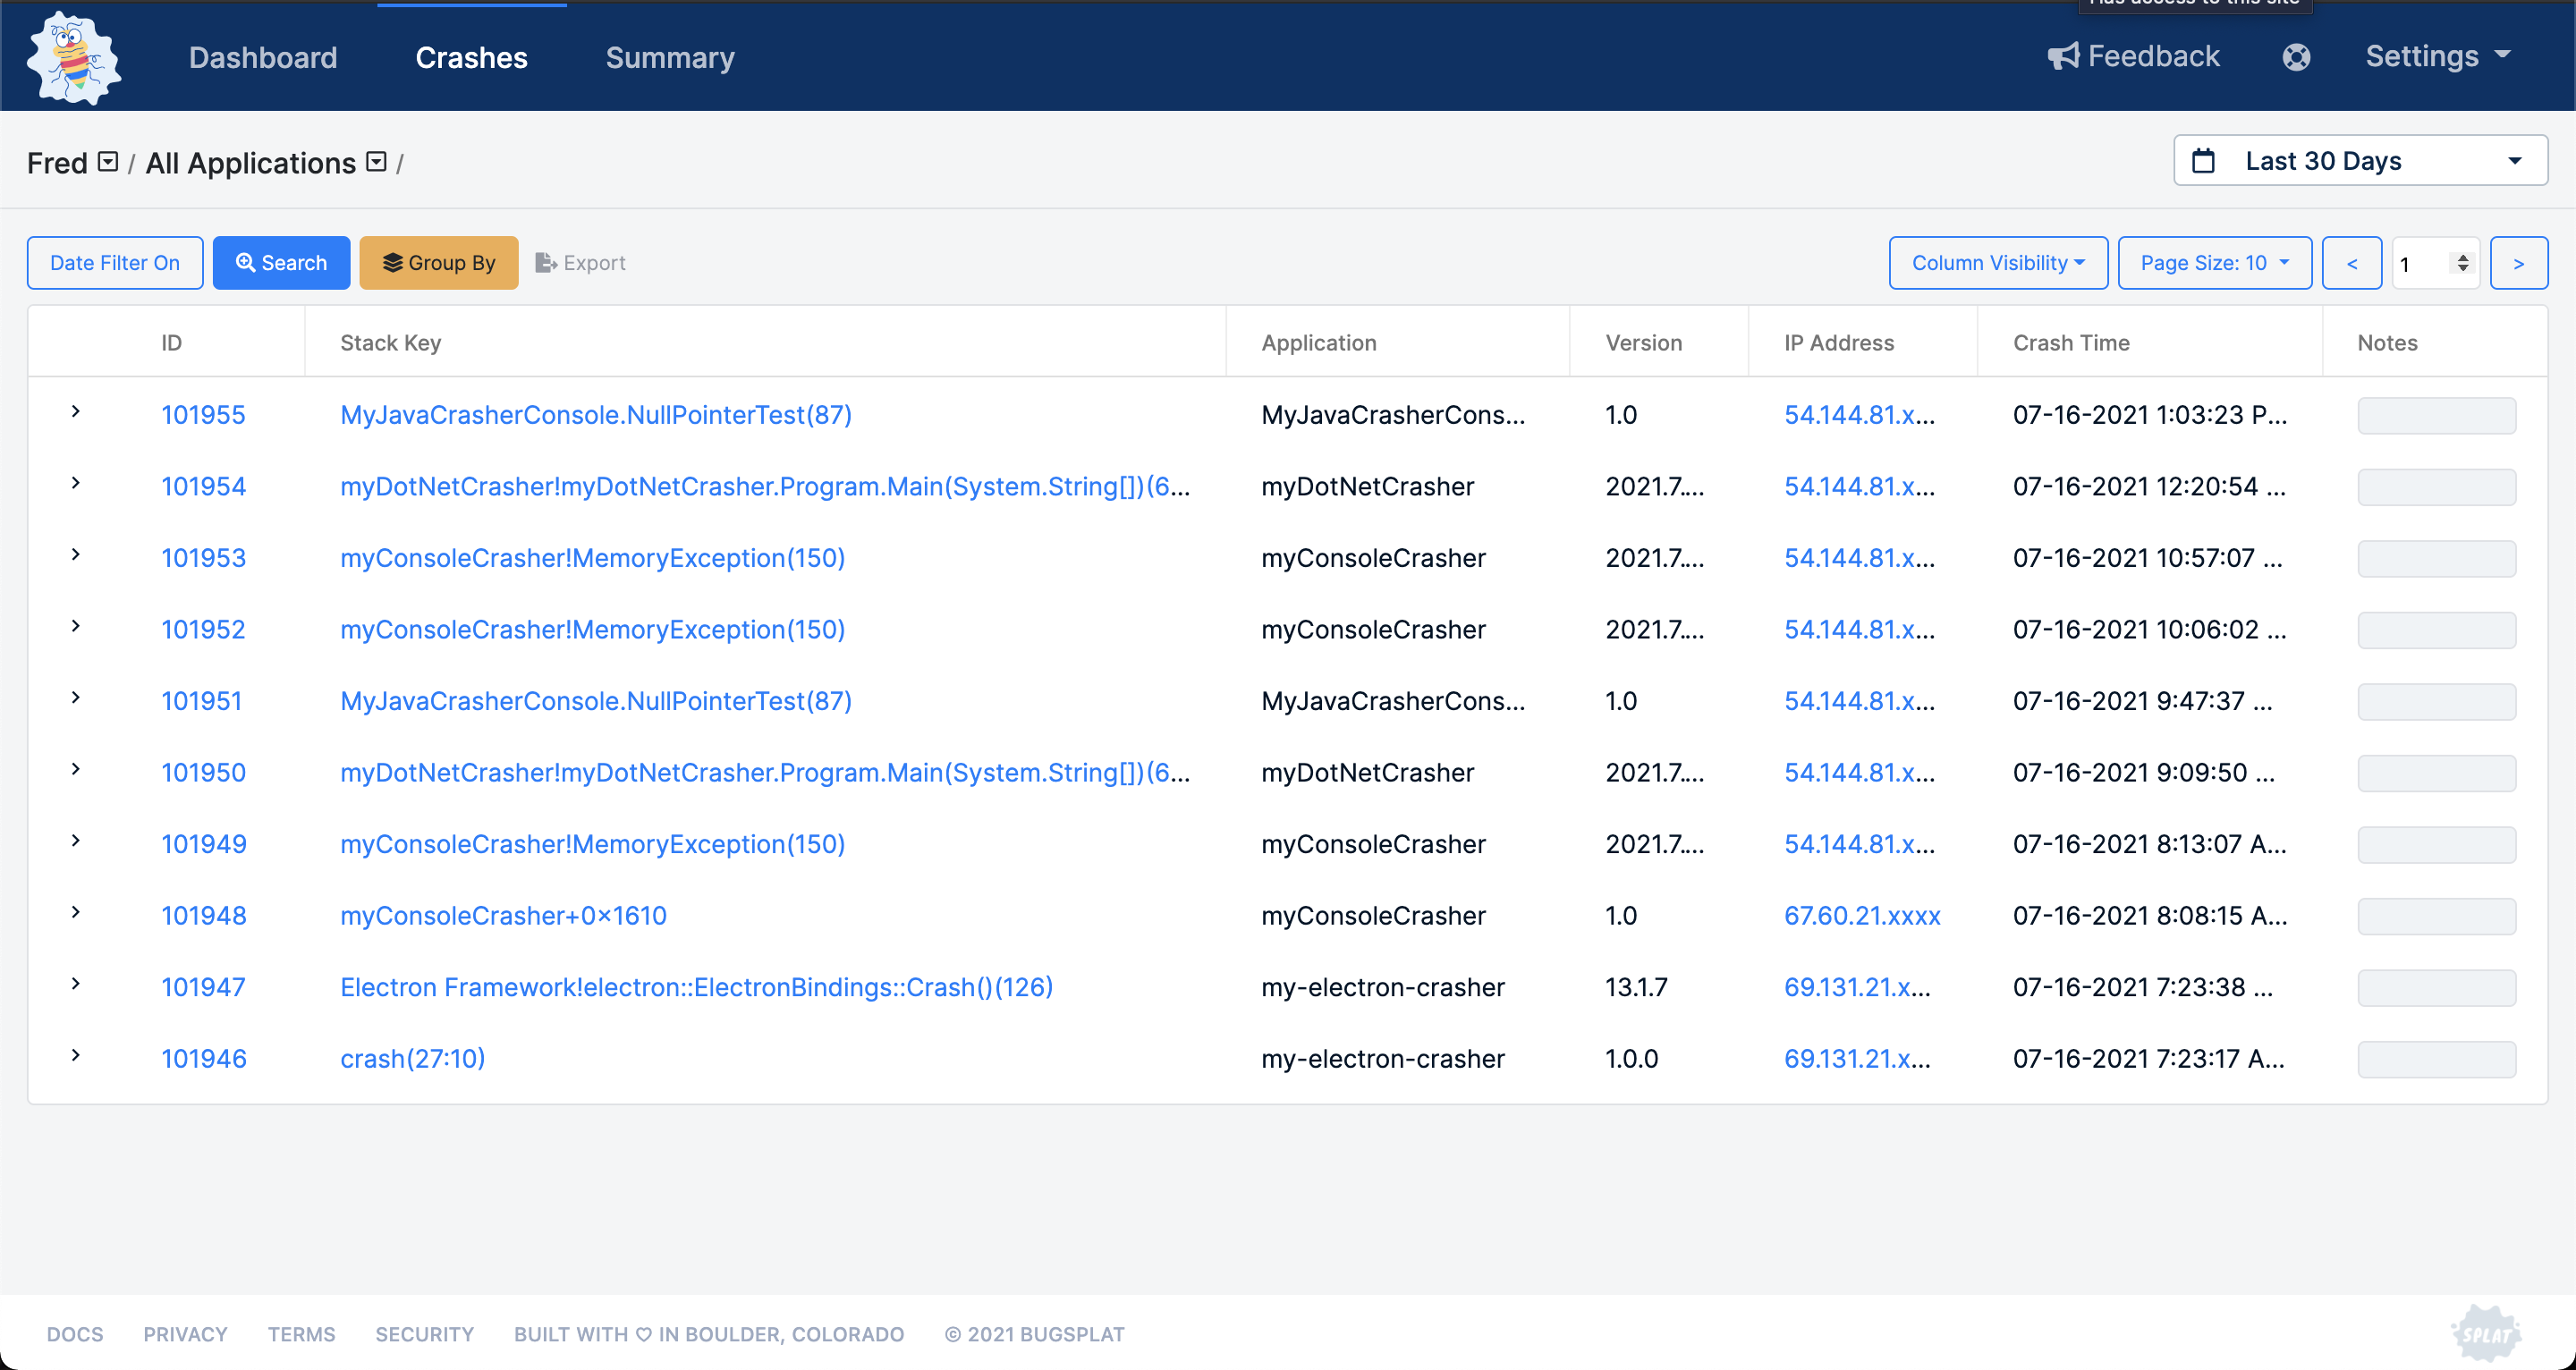 Has access to this site
Dashboard Crashes Summary Feedback Settings
Fred / All Applications / Last 30 Days
Date Filter On Search Group By Export Column Visibility Page Size: 10 < 1 >
ID Stack Key Application Version IP Address Crash Time Notes
101955 MyJavaCrasherConsole.NullPointerTest(87) MyJavaCrasherCons... 1.0 54.144.81.x... 07-16-2021 1:03:23 P...
101954 myDotNetCrasher!myDotNetCrasher.Program.Main(System.String[])(6... myDotNetCrasher 2021.7.... 54.144.81.x... 07-16-2021 12:20:54 ...
101953 myConsoleCrasher!MemoryException(150) myConsoleCrasher 2021.7.... 54.144.81.x... 07-16-2021 10:57:07 ...
101952 myConsoleCrasher!MemoryException(150) myConsoleCrasher 2021.7.... 54.144.81.x... 07-16-2021 10:06:02 ...
101951 MyJavaCrasherConsole.NullPointerTest(87) MyJavaCrasherCons... 1.0 54.144.81.x... 07-16-2021 9:47:37 ...
101950 myDotNetCrasher!myDotNetCrasher.Program.Main(System.String[])(6... myDotNetCrasher 2021.7.... 54.144.81.x... 07-16-2021 9:09:50 ...
101949 myConsoleCrasher!MemoryException(150) myConsoleCrasher 2021.7.... 54.144.81.x... 07-16-2021 8:13:07 A...
101948 myConsoleCrasher+0×1610 myConsoleCrasher 1.0 67.60.21.xxxx 07-16-2021 8:08:15 A...
101947 Electron Framework!electron::ElectronBindings::Crash()(126) my-electron-crasher 13.1.7 69.131.21.x... 07-16-2021 7:23:38 ...
101946 crash(27:10) my-electron-crasher 1.0.0 69.131.21.x... 07-16-2021 7:23:17 A...
DOCS PRIVACY TERMS SECURITY BUILT WITH ♡ IN BOULDER, COLORADO © 2021 BUGSPLAT SPLAT